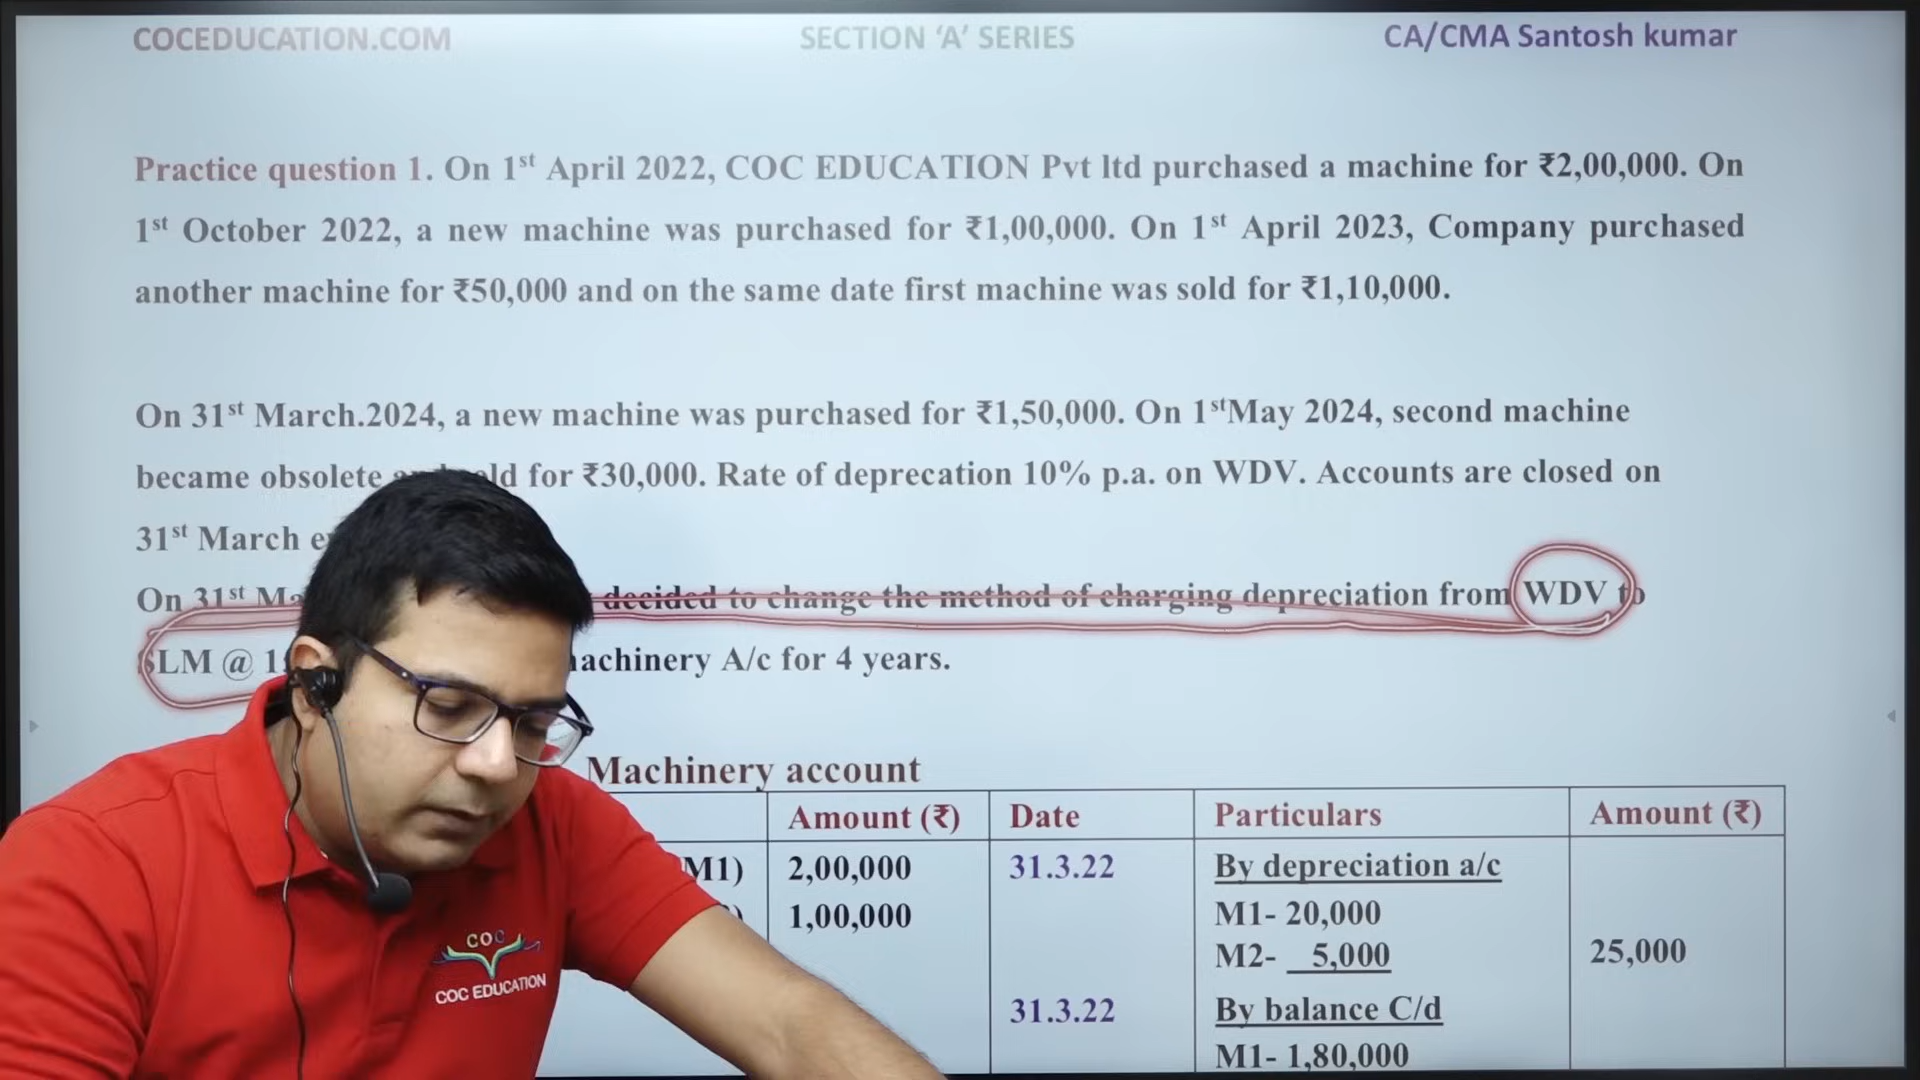 COCEDUCATION.COM SECTION ‘A’ SERIES CA/CMA Santosh kumar
Practice question 1. On 1st April 2022, COC EDUCATION Pvt ltd purchased a machine for ₹2,00,000. On
1st October 2022, a new machine was purchased for ₹1,00,000. On 1st April 2023, Company purchased
another machine for ₹50,000 and on the same date first machine was sold for ₹1,10,000.
On 31st March.2024, a new machine was purchased for ₹1,50,000. On 1stMay 2024, second machine
became obsolete for ₹30,000. Rate of deprecation 10% p.a. on WDV. Accounts are closed on
31st March
On 31st decided to change the method of charging depreciation from WDV to
SLM @ machinery A/c for 4 years.
Machinery account
Amount (₹) Date Particulars Amount (₹)
M1) 2,00,000 31.3.22 By depreciation a/c
1,00,000 M1- 20,000
M2- 5,000 25,000
31.3.22 By balance C/d
M1- 1,80,000
COC
COC EDUCATION